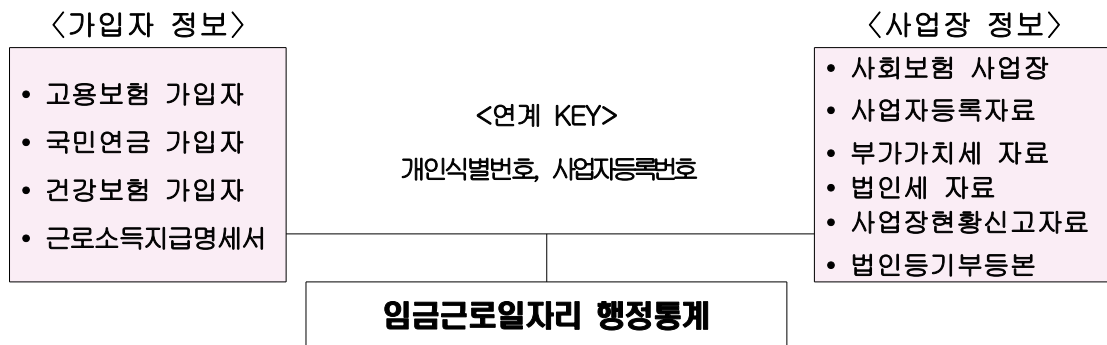 〈가입자 정보〉
• 고용보험 가입자
• 국민연금 가입자
• 건강보험 가입자
• 근로소득지급명세서
<연계 KEY>
개인식별번호, 사업자등록번호
〈사업장 정보〉
• 사회보험 사업장
• 사업자등록자료
• 부가가치세 자료
• 법인세 자료
• 사업장현황신고자료
• 법인등기부등본
임금근로일자리 행정통계